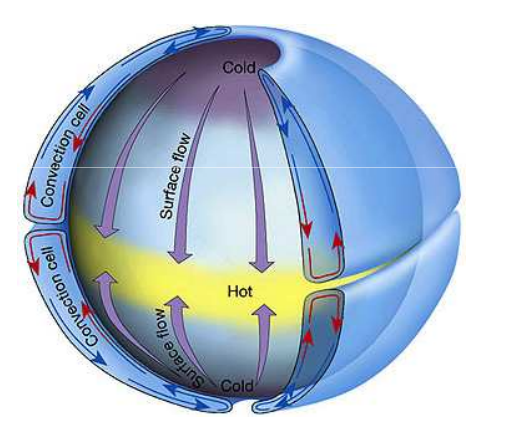 Cold
Convection cell
Surface flow
Hot
Convection cell
Surface flow
Cold